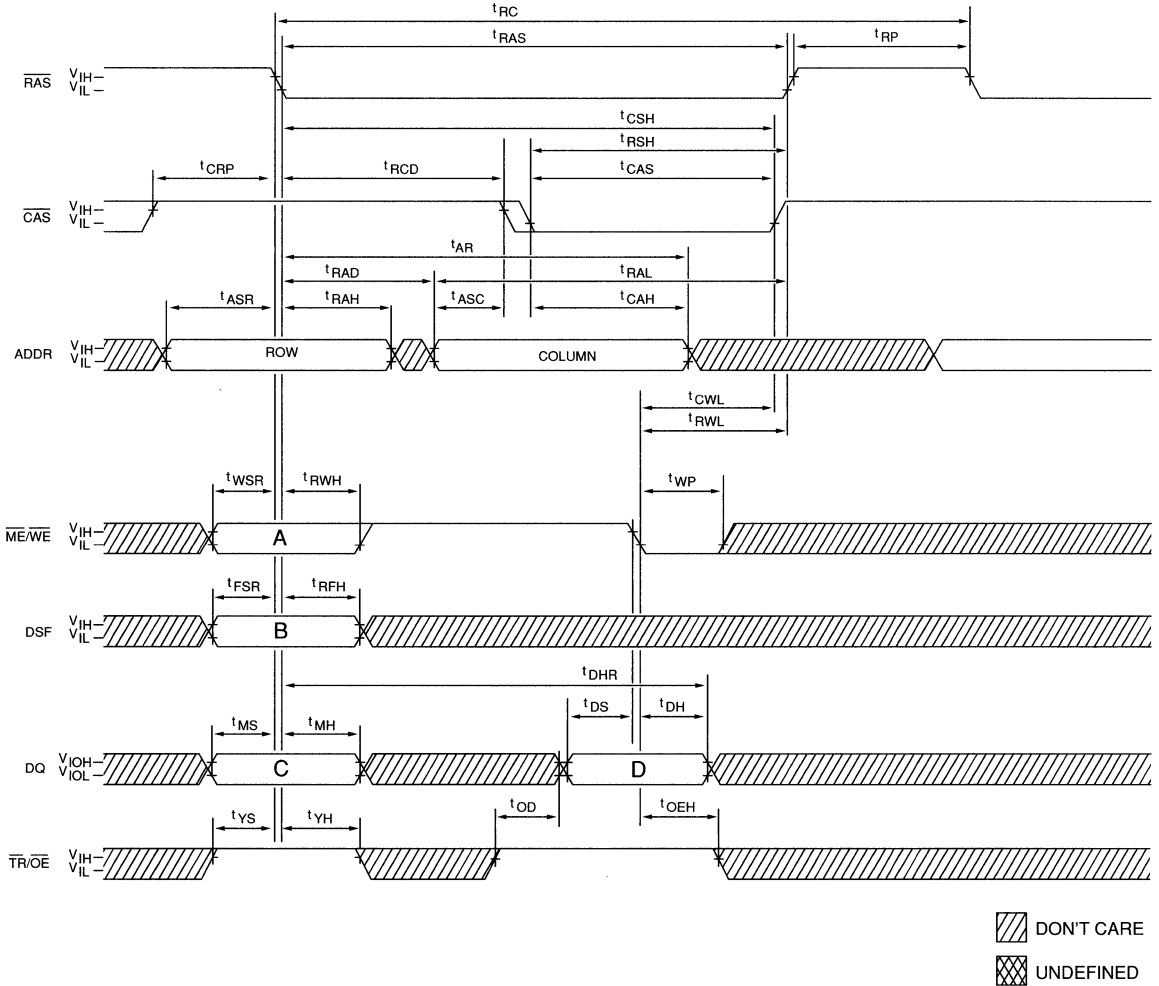 tRC
tRAS tRP
RAS VIH VIL
tCSH
tRSH
tCRP tRCD tCAS
CAS VIH VIL
tAR
tRAD tRAL
tASR tRAH tASC tCAH
ADDR VIH VIL ROW COLUMN
tCWL
tRWL
tWSR tRWH tWP
ME/WE VIH VIL A
tFSR tRFH
DSF VIH VIL B
tDHR
tDS tDH
tMS tMH
DQ VIOH VIOL C D
tOD tOEH
tYS tYH
TR/OE VIH VIL
DON'T CARE
UNDEFINED